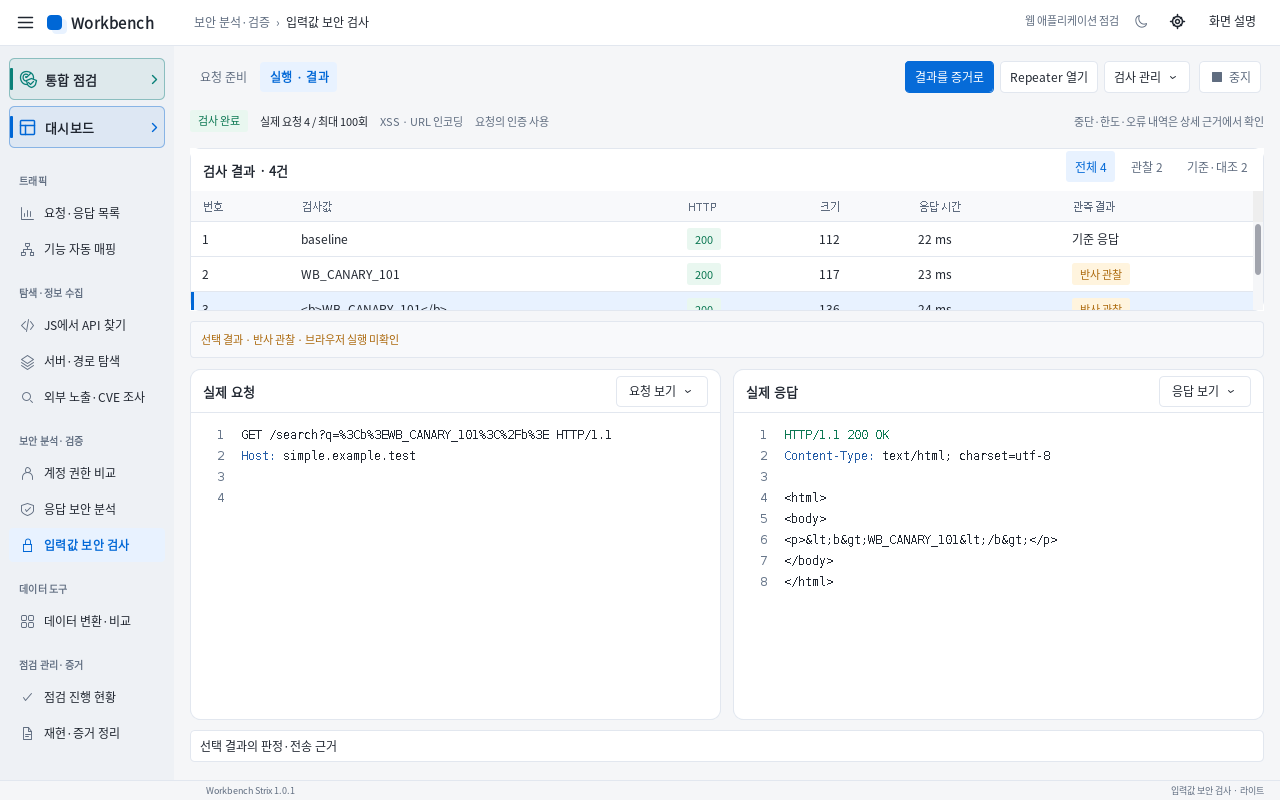 Workbench
보안 분석·검증 › 입력값 보안 검사
웹 애플리케이션 점검
화면 설명
통합 점검
대시보드
트래픽
요청·응답 목록
기능 자동 매핑
탐색·정보 수집
JS에서 API 찾기
서버·경로 탐색
외부 노출·CVE 조사
보안 분석·검증
계정 권한 비교
응답 보안 분석
입력값 보안 검사
데이터 도구
데이터 변환·비교
점검 관리·증거
점검 진행 현황
재현·증거 정리
요청 준비
실행 · 결과
결과를 증거로
Repeater 열기
검사 관리
중지
검사 완료
실제 요청 4 / 최대 100회
XSS · URL 인코딩
요청의 인증 사용
중단·한도·오류 내역은 상세 근거에서 확인
검사 결과 · 4건
전체 4
관찰 2
기준·대조 2
번호 검사값 HTTP 크기 응답 시간 관측 결과
1 baseline 200 112 22 ms 기준 응답
2 WB_CANARY_101 200 117 23 ms 반사 관찰
3 <b>WB_CANARY_101</b> 200 136 24 ms 반사 관찰
선택 결과 · 반사 관찰 · 브라우저 실행 미확인
실제 요청
요청 보기
1 GET /search?q=%3Cb%3EWB_CANARY_101%3C%2Fb%3E HTTP/1.1
2 Host: simple.example.test
3
4
실제 응답
응답 보기
1 HTTP/1.1 200 OK
2 Content-Type: text/html; charset=utf-8
3
4 <html>
5 <body>
6 <p>&lt;b&gt;WB_CANARY_101&lt;/b&gt;</p>
7 </body>
8 </html>
선택 결과의 판정·전송 근거
Workbench Strix 1.0.1
입력값 보안 검사 · 라이트